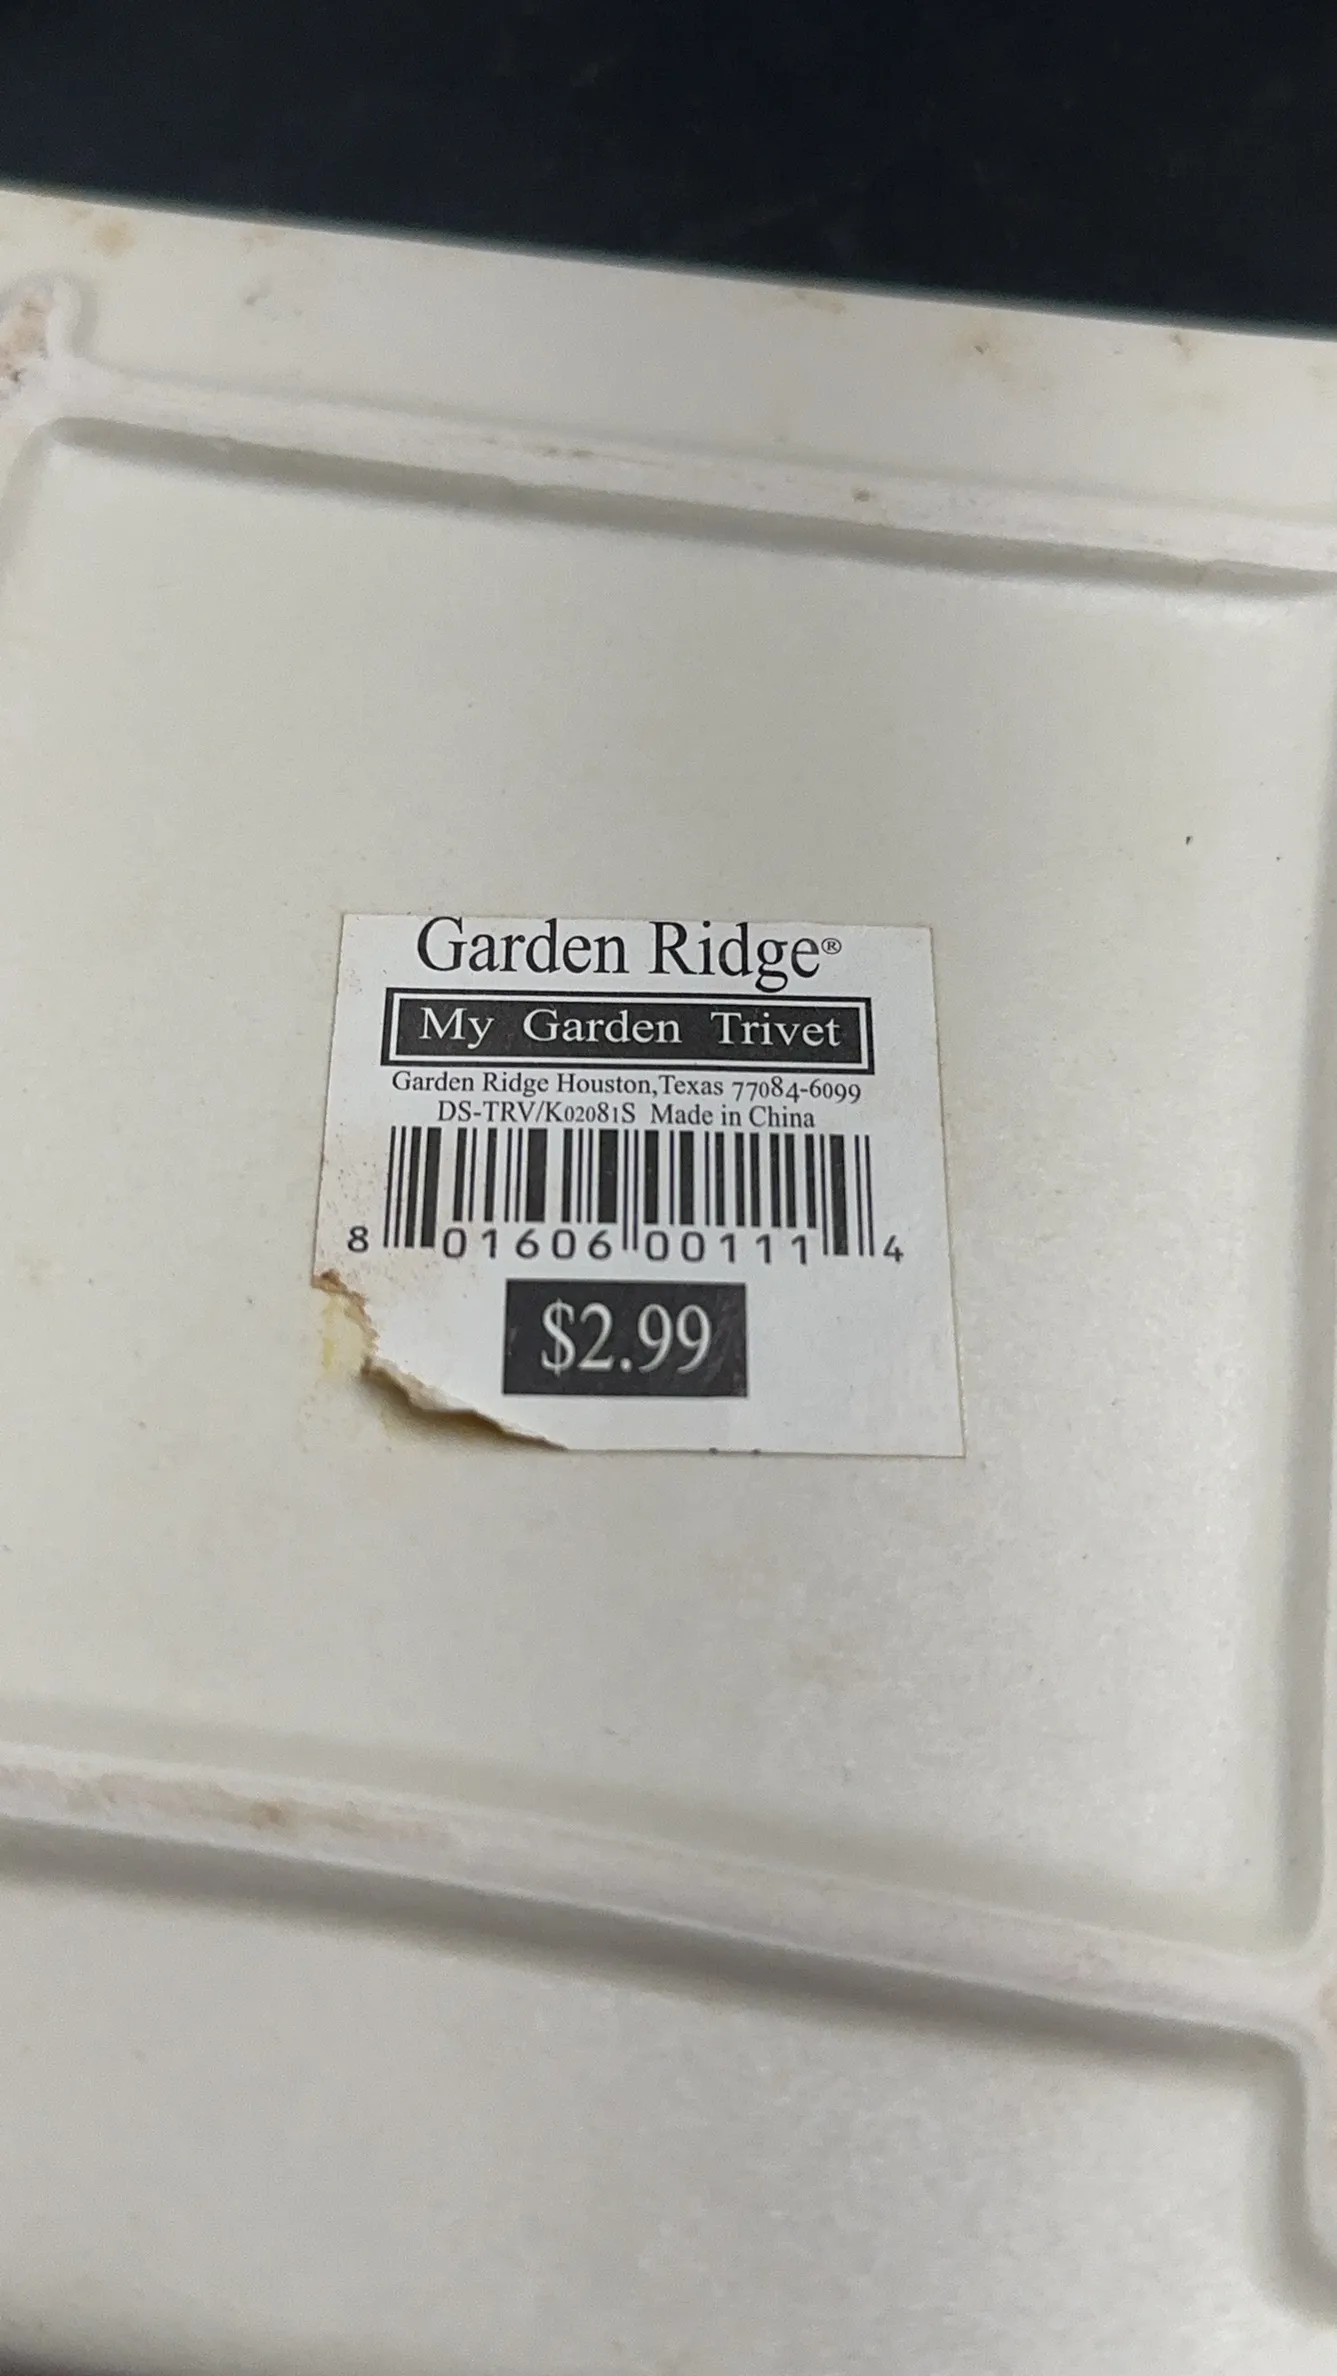 Garden Ridge®
My Garden Trivet
Garden Ridge Houston,Texas 77084-6099
DS-TRV/K02081S Made in China
8 01606 00111 4
$2.99